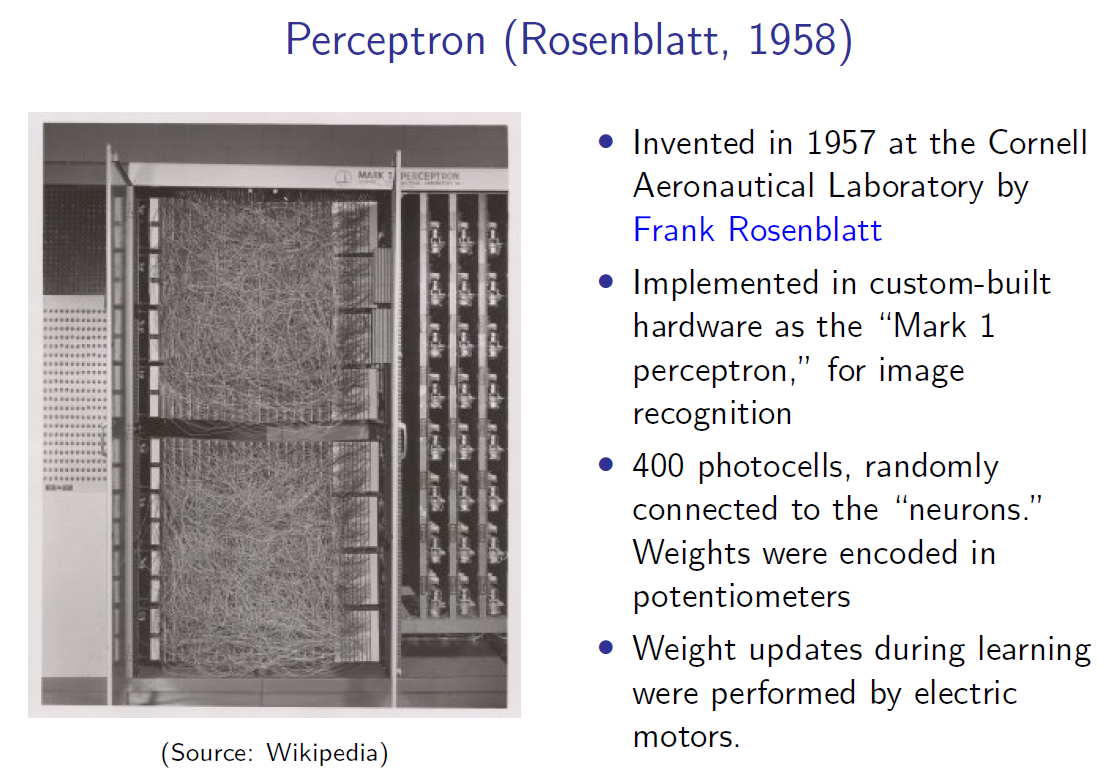 Perceptron (Rosenblatt, 1958)
MARK I PERCEPTRON
• Invented in 1957 at the Cornell
Aeronautical Laboratory by
Frank Rosenblatt
• Implemented in custom-built
hardware as the “Mark 1
perceptron,” for image
recognition
• 400 photocells, randomly
connected to the “neurons.”
Weights were encoded in
potentiometers
• Weight updates during learning
were performed by electric
motors.
(Source: Wikipedia)